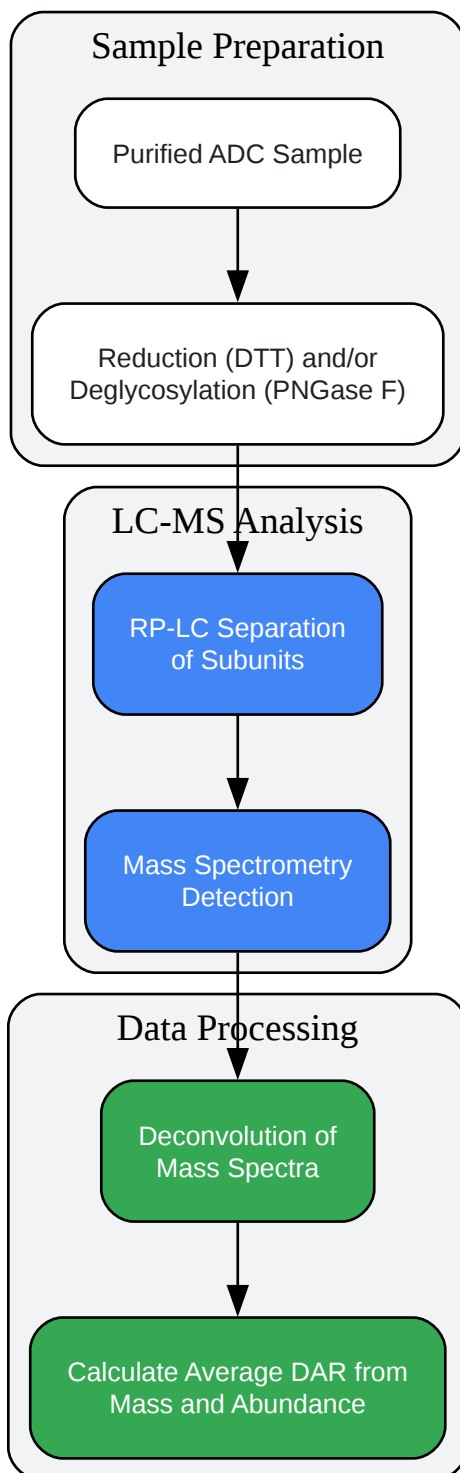 Sample Preparation
Purified ADC Sample
Reduction (DTT) and/or
Deglycosylation (PNGase F)
LC-MS Analysis
RP-LC Separation
of Subunits
Mass Spectrometry
Detection
Data Processing
Deconvolution of
Mass Spectra
Calculate Average DAR from
Mass and Abundance